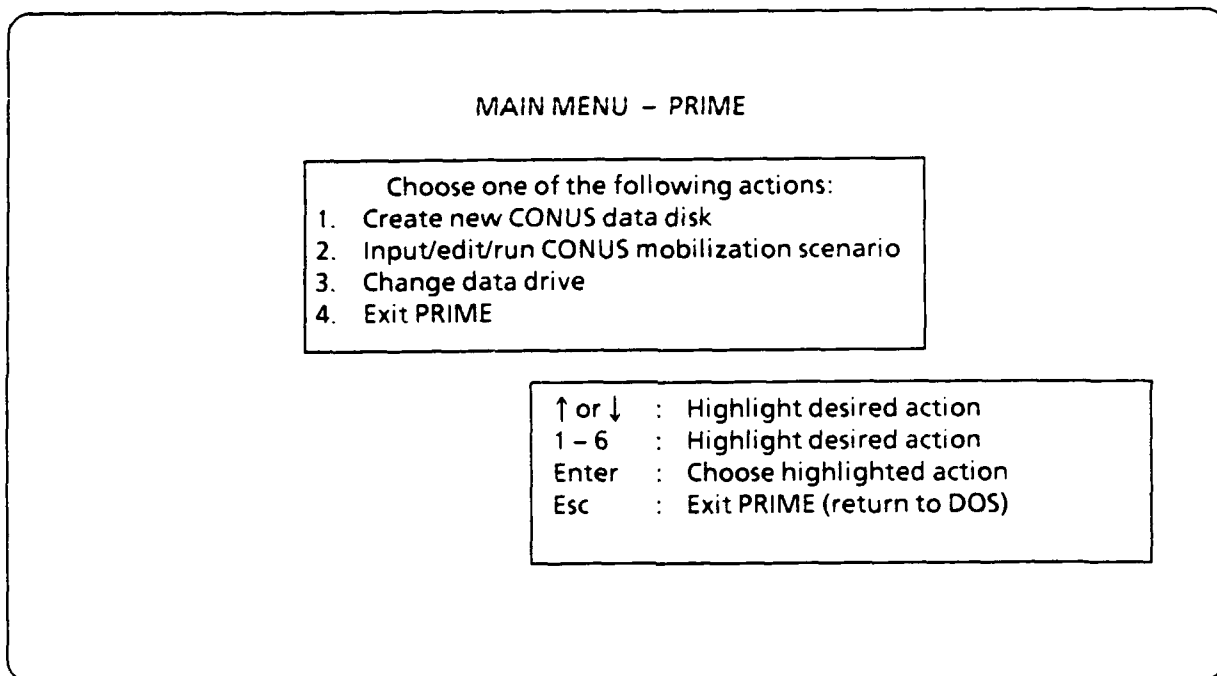 MAIN MENU – PRIME
Choose one of the following actions:
1. Create new CONUS data disk
2. Input/edit/run CONUS mobilization scenario
3. Change data drive
4. Exit PRIME
↑ or ↓ : Highlight desired action
1 – 6 : Highlight desired action
Enter : Choose highlighted action
Esc : Exit PRIME (return to DOS)